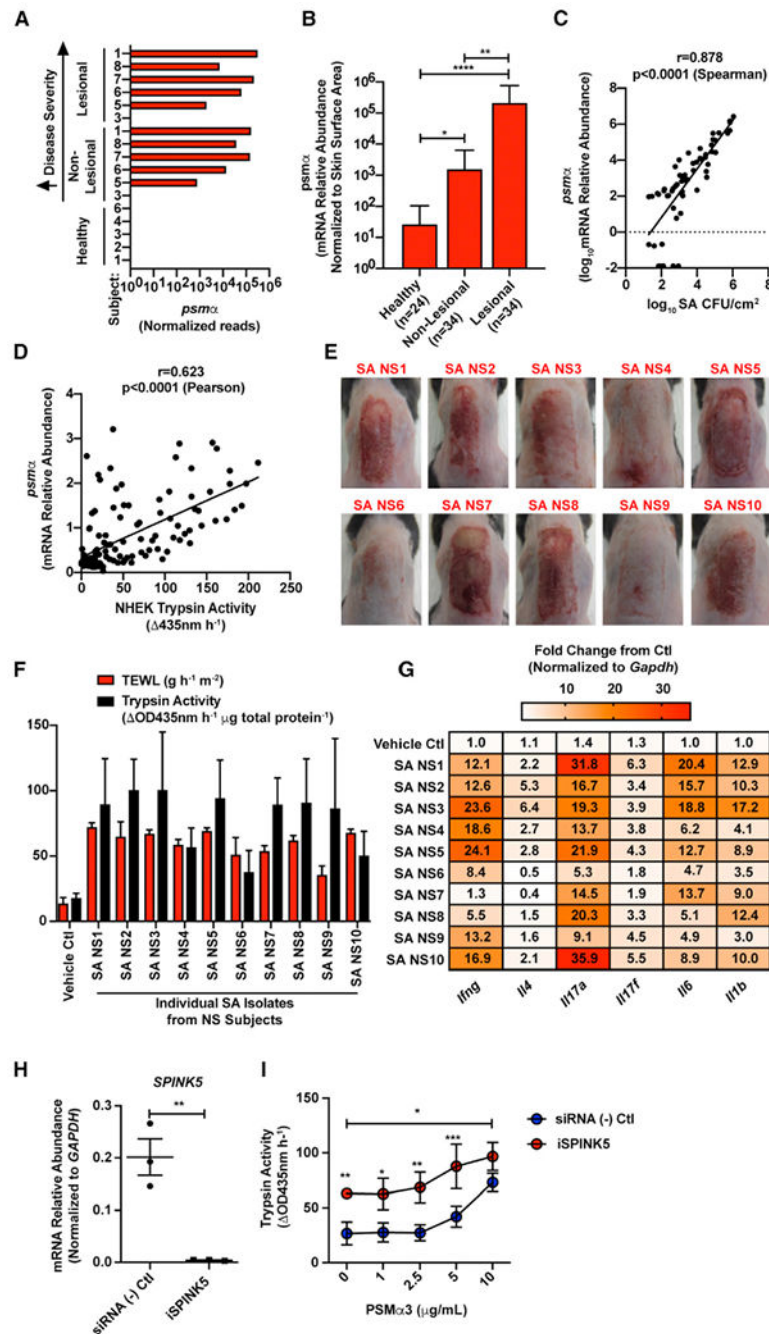 A
Disease Severity
Lesional
Non-Lesional
Healthy
1
8
7
6
5
3
1
8
7
6
5
3
6
5
4
3
2
1
Subject:
10⁰ 10¹ 10² 10³ 10⁴ 10⁵ 10⁶
psmα
(Normalized reads)
B
psmα
(mRNA Relative Abundance
Normalized to Skin Surface Area)
10⁶
10⁵
10⁴
10³
10²
10¹
10⁰
**
****
*
Healthy
(n=24)
Non-Lesional
(n=34)
Lesional
(n=34)
C
r=0.878
p<0.0001 (Spearman)
psmα
(log₁₀mRNA Relative Abundance)
8
6
4
2
0
-2
0 2 4 6 8
log₁₀ SA CFU/cm²
D
r=0.623
p<0.0001 (Pearson)
psmα
(mRNA Relative Abundance)
4
3
2
1
0
0 50 100 150 200 250
NHEK Trypsin Activity
(Δ435nm h⁻¹)
E
SA NS1 SA NS2 SA NS3 SA NS4 SA NS5
SA NS6 SA NS7 SA NS8 SA NS9 SA NS10
F
TEWL (g h⁻¹ m⁻²)
Trypsin Activity
(ΔOD435nm h⁻¹ μg total protein⁻¹)
150
100
50
0
Vehicle Ctl
SA NS1
SA NS2
SA NS3
SA NS4
SA NS5
SA NS6
SA NS7
SA NS8
SA NS9
SA NS10
Individual SA Isolates
from NS Subjects
G
Fold Change from Ctl
(Normalized to Gapdh)
10 20 30
Vehicle Ctl 1.0 1.1 1.4 1.3 1.0 1.0
SA NS1 12.1 2.2 31.8 6.3 20.4 12.9
SA NS2 12.6 5.3 16.7 3.4 15.7 10.3
SA NS3 23.6 6.4 19.3 3.9 18.8 17.2
SA NS4 18.6 2.7 13.7 3.8 6.2 4.1
SA NS5 24.1 2.8 21.9 4.3 12.7 8.9
SA NS6 8.4 0.5 5.3 1.8 4.7 3.5
SA NS7 1.3 0.4 14.5 1.9 13.7 9.0
SA NS8 5.5 1.5 20.3 3.3 5.1 12.4
SA NS9 13.2 1.6 9.1 4.5 4.9 3.0
SA NS10 16.9 2.1 35.9 5.5 8.9 10.0
Ifng Il4 Il17a Il17f Il6 Il1b
H
SPINK5
mRNA Relative Abundance
(Normalized to GAPDH)
0.3
0.2
0.1
0.0
**
siRNA (-) Ctl
iSPINK5
I
Trypsin Activity
(ΔOD435nm h-¹)
150
100
50
0
*
** * ** ***
siRNA (-) Ctl
iSPINK5
0 1 2.5 5 10
PSMα3 (μg/mL)